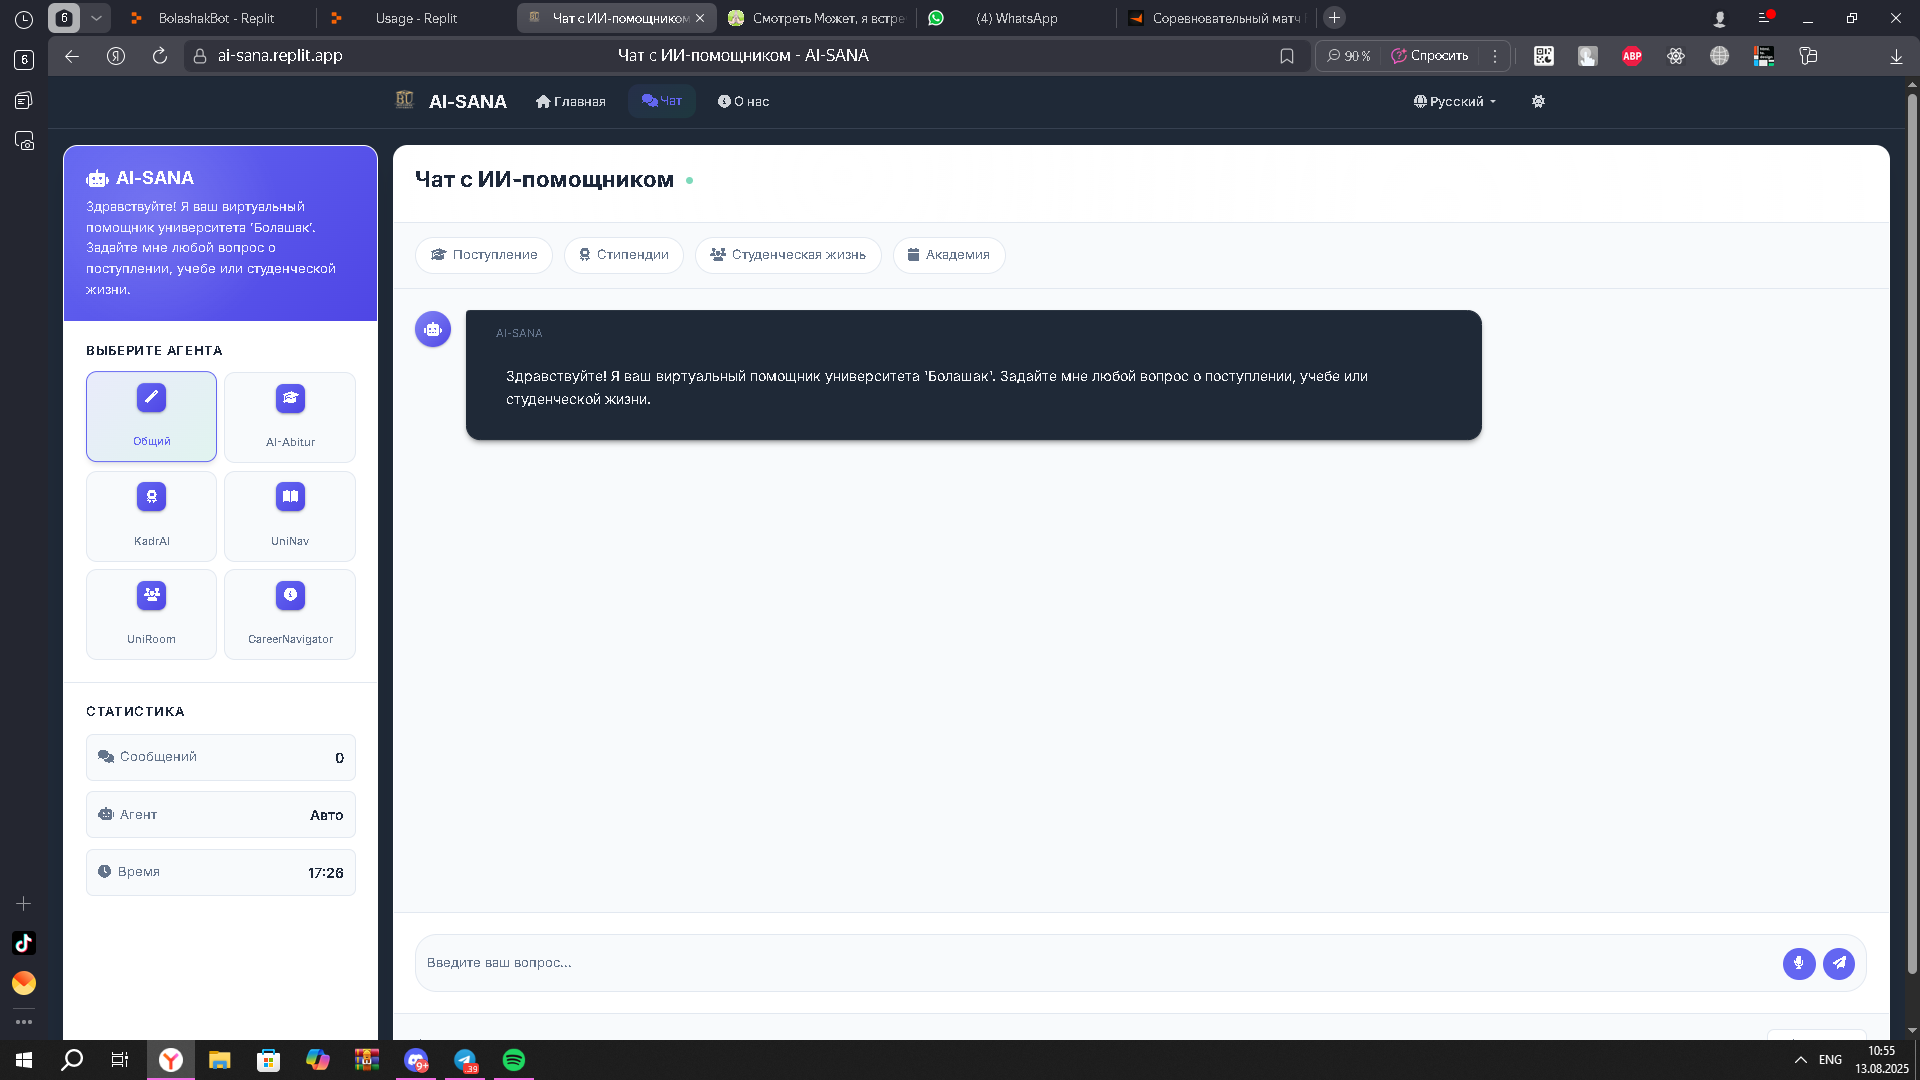 6
BolashakBot - Replit
Usage - Replit
Чат с ИИ-помощником
Смотреть Может, я встре
(4) WhatsApp
Соревновательный матч
6
ai-sana.replit.app
Чат с ИИ-помощником - AI-SANA
90 %
Спросить
ABP
AI-SANA
Главная
Чат
О нас
Русский
AI-SANA
Здравствуйте! Я ваш виртуальный
помощник университета 'Болашак'.
Задайте мне любой вопрос о
поступлении, учебе или студенческой
жизни.
ВЫБЕРИТЕ АГЕНТА
Общий
AI-Abitur
KadrAI
UniNav
UniRoom
CareerNavigator
СТАТИСТИКА
Сообщений
0
Агент
Авто
Время
17:26
Чат с ИИ-помощником
Поступление
Стипендии
Студенческая жизнь
Академия
AI-SANA
Здравствуйте! Я ваш виртуальный помощник университета 'Болашак'. Задайте мне любой вопрос о поступлении, учебе или
студенческой жизни.
Введите ваш вопрос...
9+
39
ENG
10:55
13.08.2025